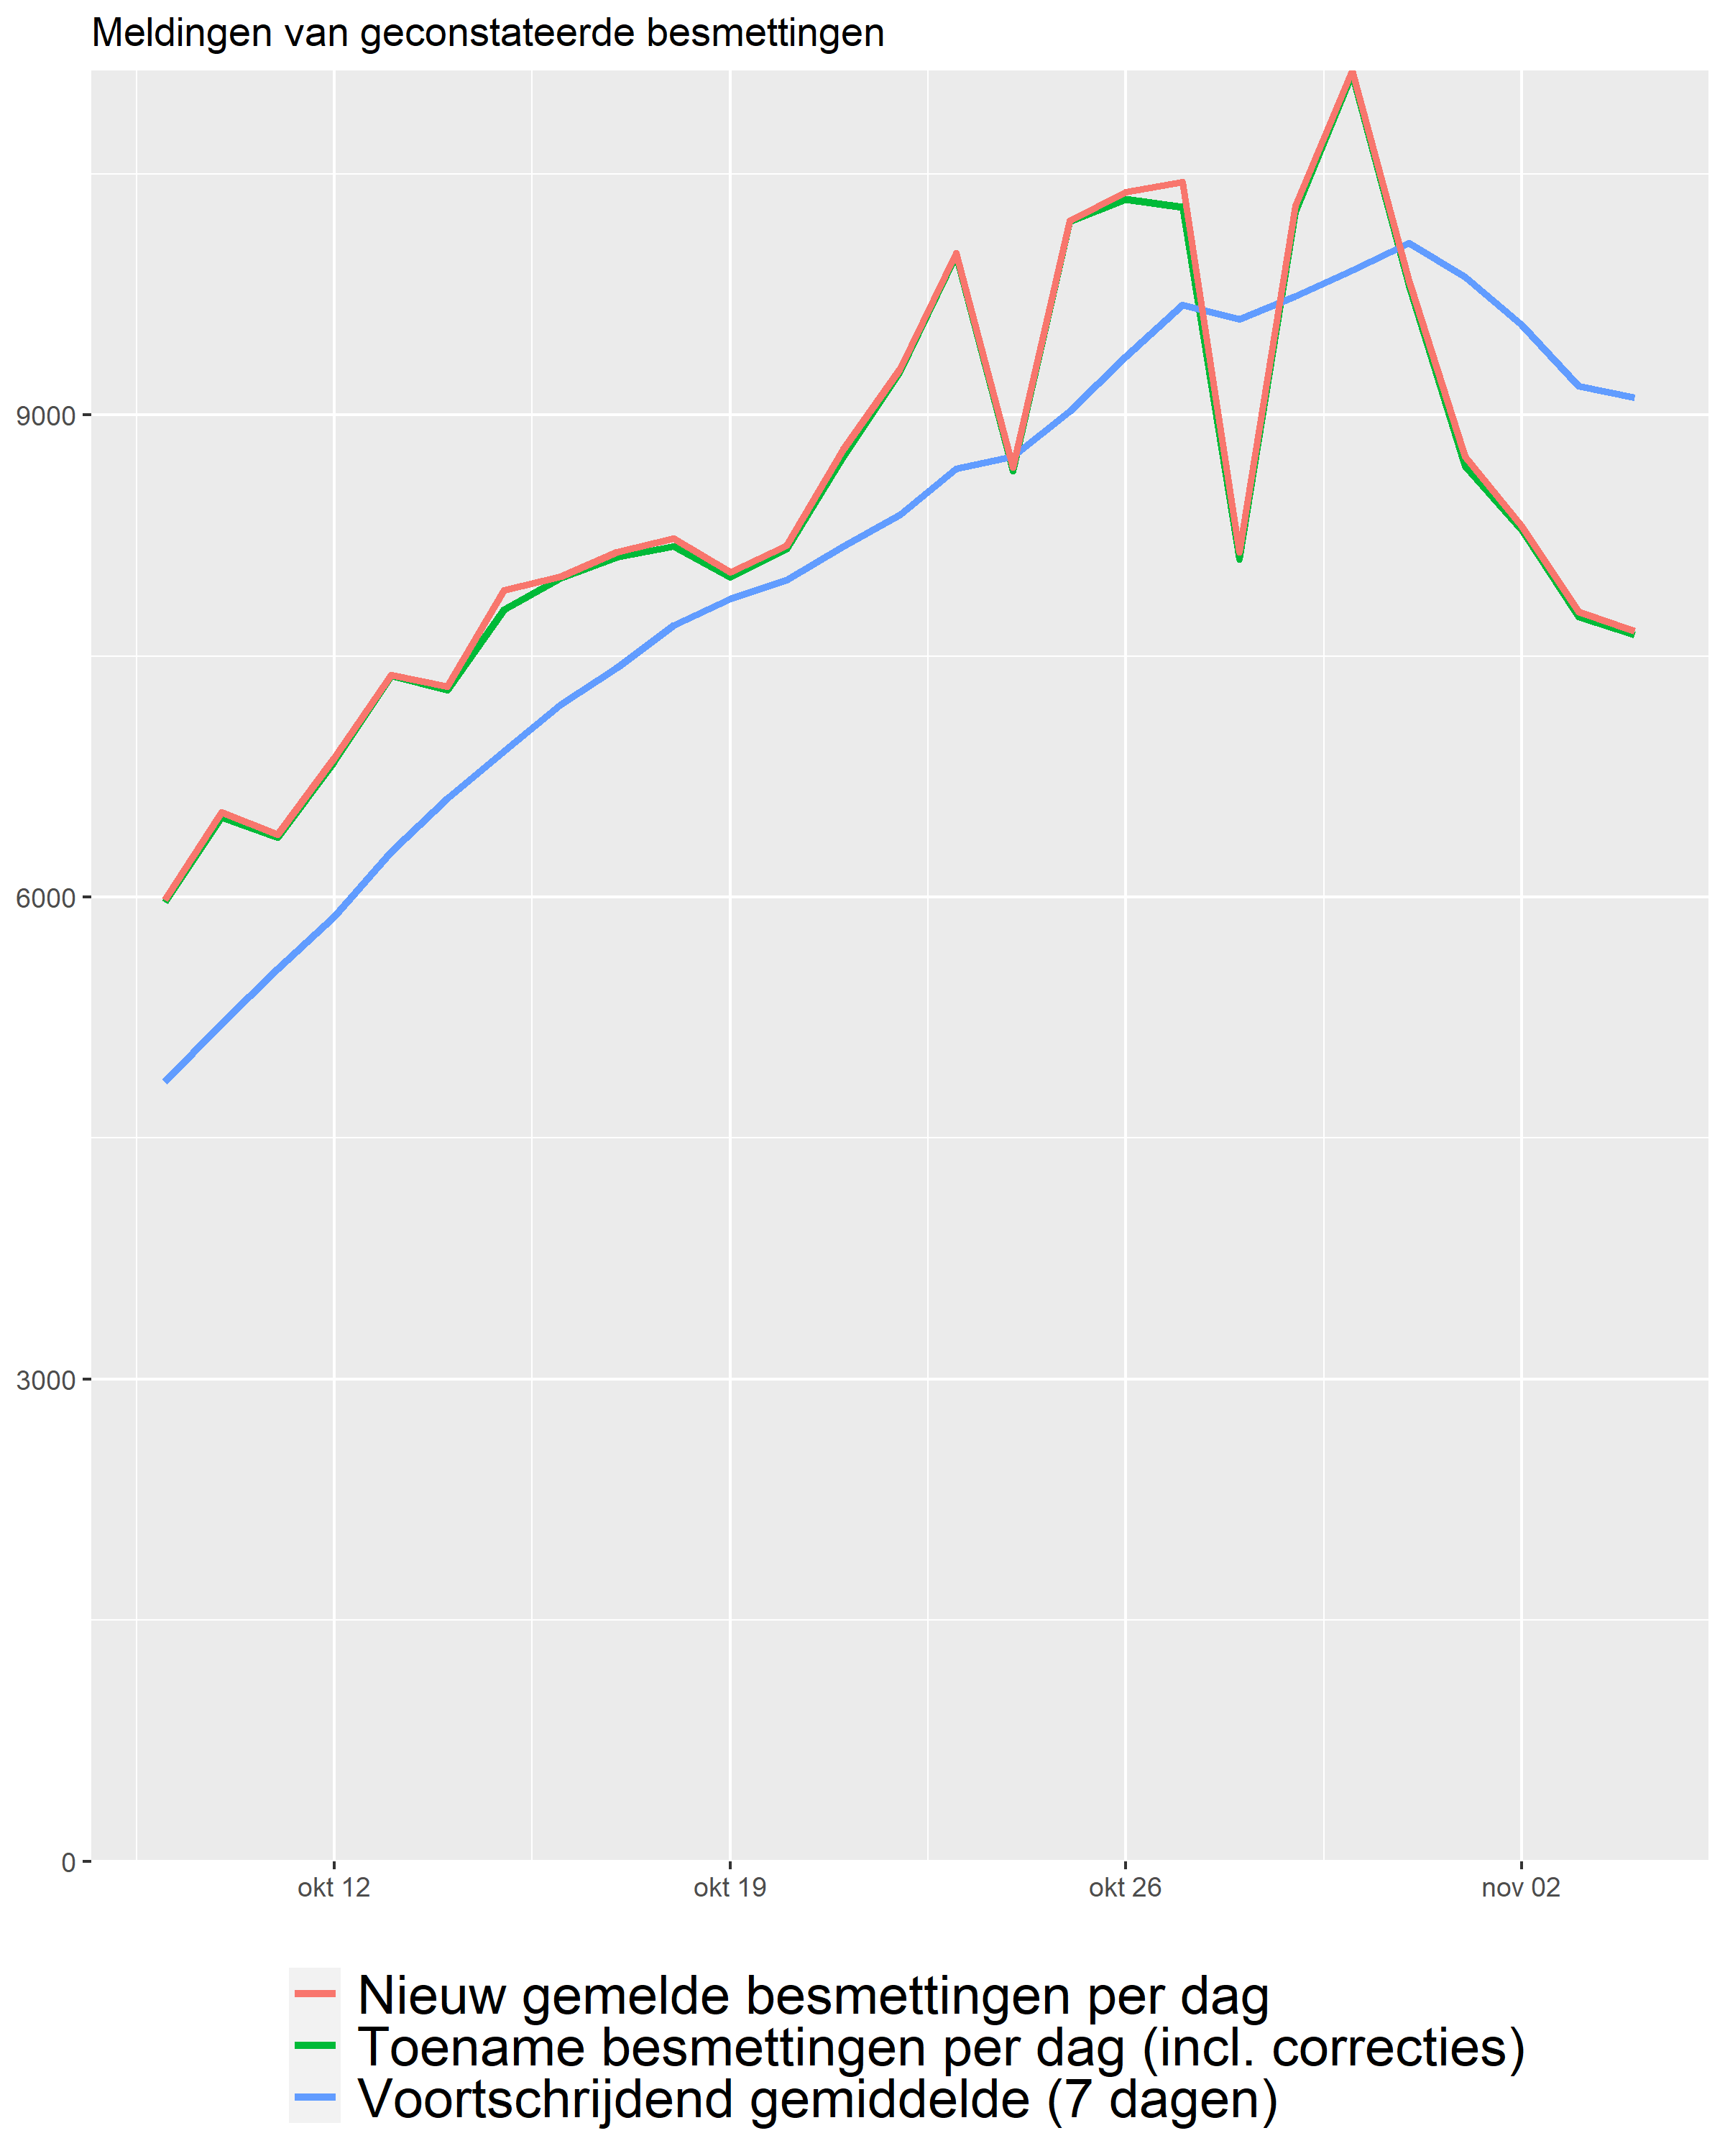 Meldingen van geconstateerde besmettingen
9000
6000
3000
0
okt 12 okt 19 okt 26 nov 02
Nieuw gemelde besmettingen per dag
Toename besmettingen per dag (incl. correcties)
Voortschrijdend gemiddelde (7 dagen)